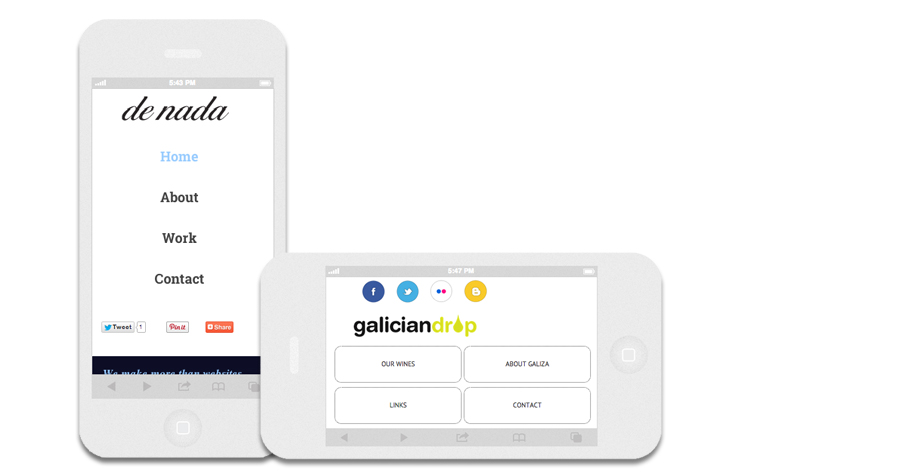 5:43 PM
de nada
Home
About
Work
Contact
Tweet 1
Pin it
Share
We make more than websites
5:47 PM
galiciandrop
OUR WINES
ABOUT GALIZA
LINKS
CONTACT